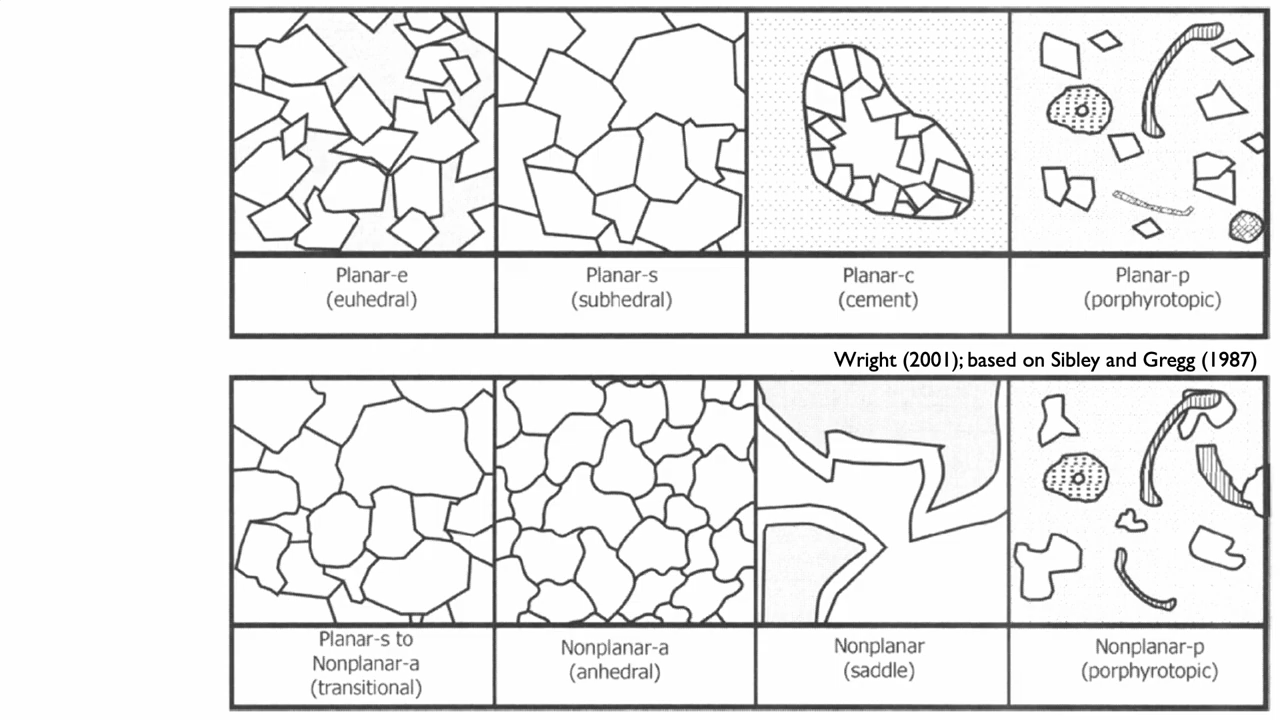 Planar-e
(euhedral)
Planar-s
(subhedral)
Planar-c
(cement)
Planar-p
(porphyrotopic)
Wright (2001); based on Sibley and Gregg (1987)
Planar-s to
Nonplanar-a
(transitional)
Nonplanar-a
(anhedral)
Nonplanar
(saddle)
Nonplanar-p
(porphyrotopic)